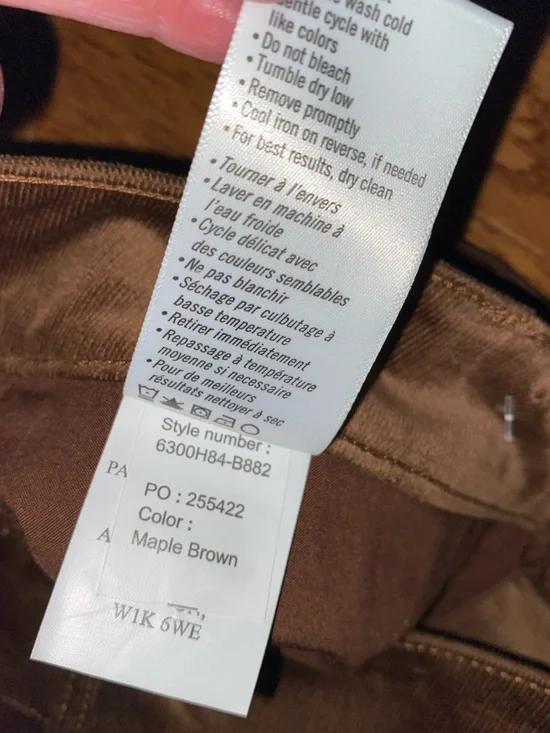 wash cold
gentle cycle with
like colors
• Do not bleach
• Tumble dry low
• Remove promptly
• Cool iron on reverse, if needed
• For best results, dry clean
• Tourner à l'envers
• Laver en machine à
l'eau froide
• Cycle délicat avec
des couleurs semblables
• Ne pas blanchir
• Séchage par culbutage à
basse temperature
• Retirer immédiatement
• Repassage à température
moyenne si necessaire
• Pour de meilleurs
résultats nettoyer à sec
Style number :
6300H84-B882
PA
PO : 255422
Color :
A
Maple Brown
W1K 6WE